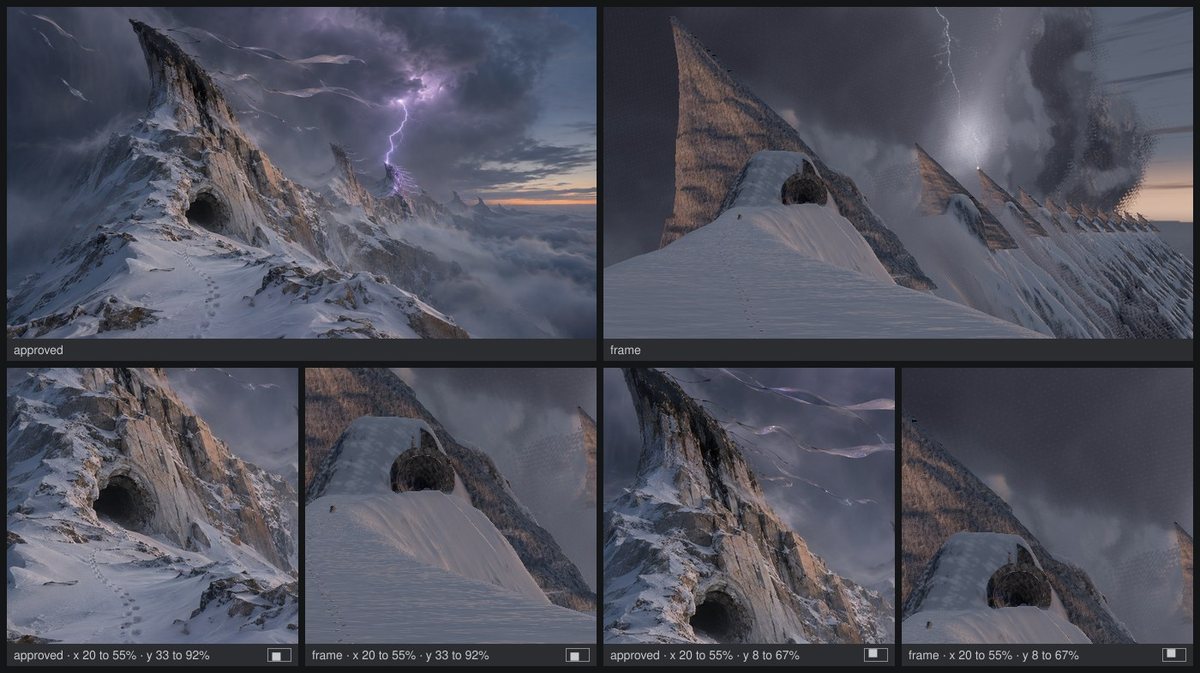 approved
frame
approved · x 20 to 55% · y 33 to 92%
frame · x 20 to 55% · y 33 to 92%
approved · x 20 to 55% · y 8 to 67%
frame · x 20 to 55% · y 8 to 67%